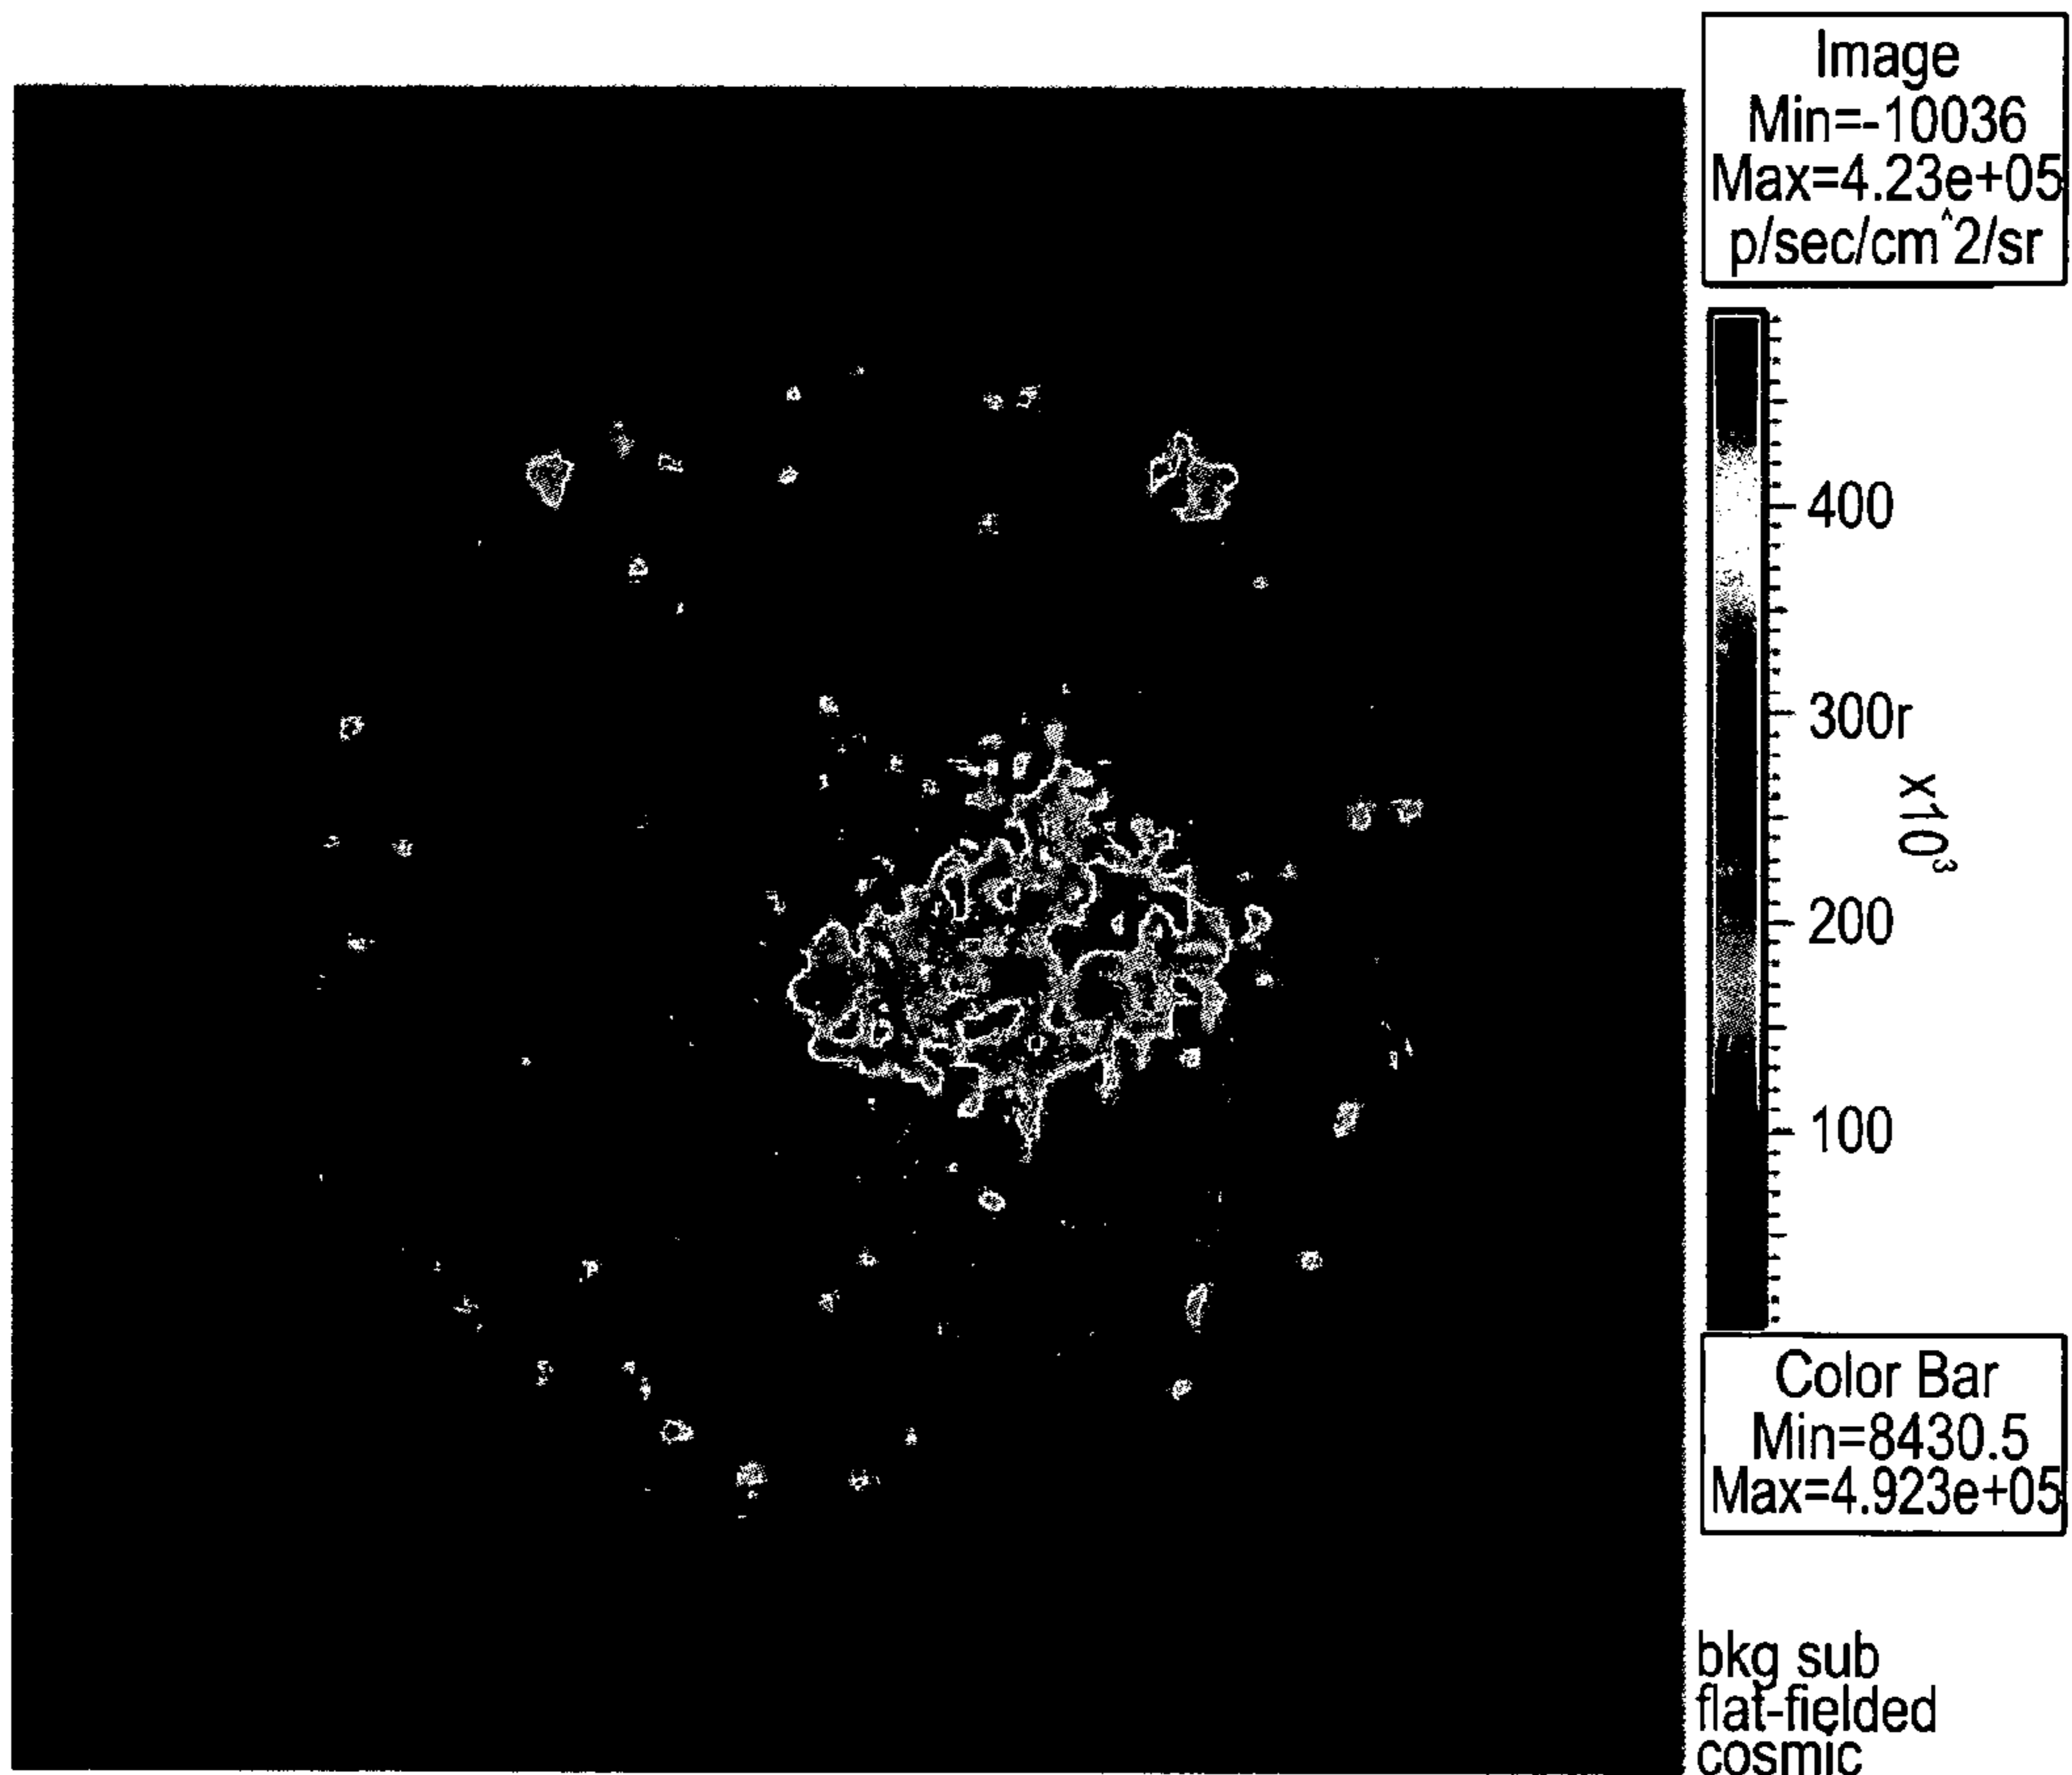 Image
Min=-10036
Max=4.23e+05
p/sec/cm^2/sr
400
300r
x10³
200
100
Color Bar
Min=8430.5
Max=4.923e+05
bkg sub
flat-fielded
cosmic